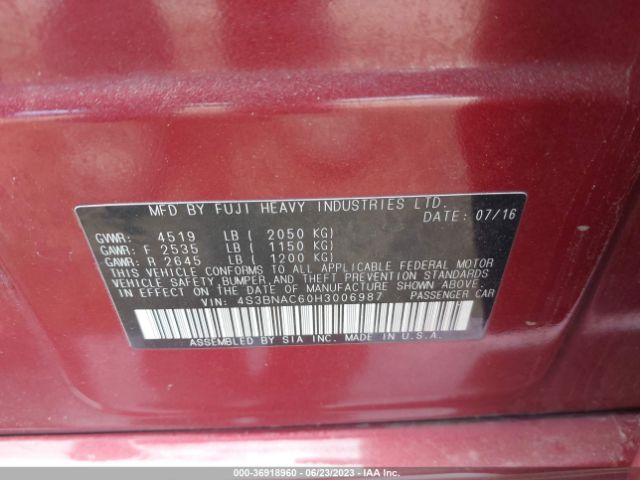 MFD BY FUJI HEAVY INDUSTRIES LTD.
DATE: 07/16
GVWR: 4519 LB ( 2050 KG)
GAWR: F 2535 LB ( 1150 KG)
GAWR: R 2645 LB ( 1200 KG)
THIS VEHICLE CONFORMS TO ALL APPLICABLE FEDERAL MOTOR
VEHICLE SAFETY, BUMPER, AND THEFT PREVENTION STANDARDS
IN EFFECT ON THE DATE OF MANUFACTURE SHOWN ABOVE.
VIN: 4S3BNAC60H3006987 PASSENGER CAR
ASSEMBLED BY SIA INC. MADE IN U.S.A.
000-36918960 - 06/23/2023 - IAA Inc.